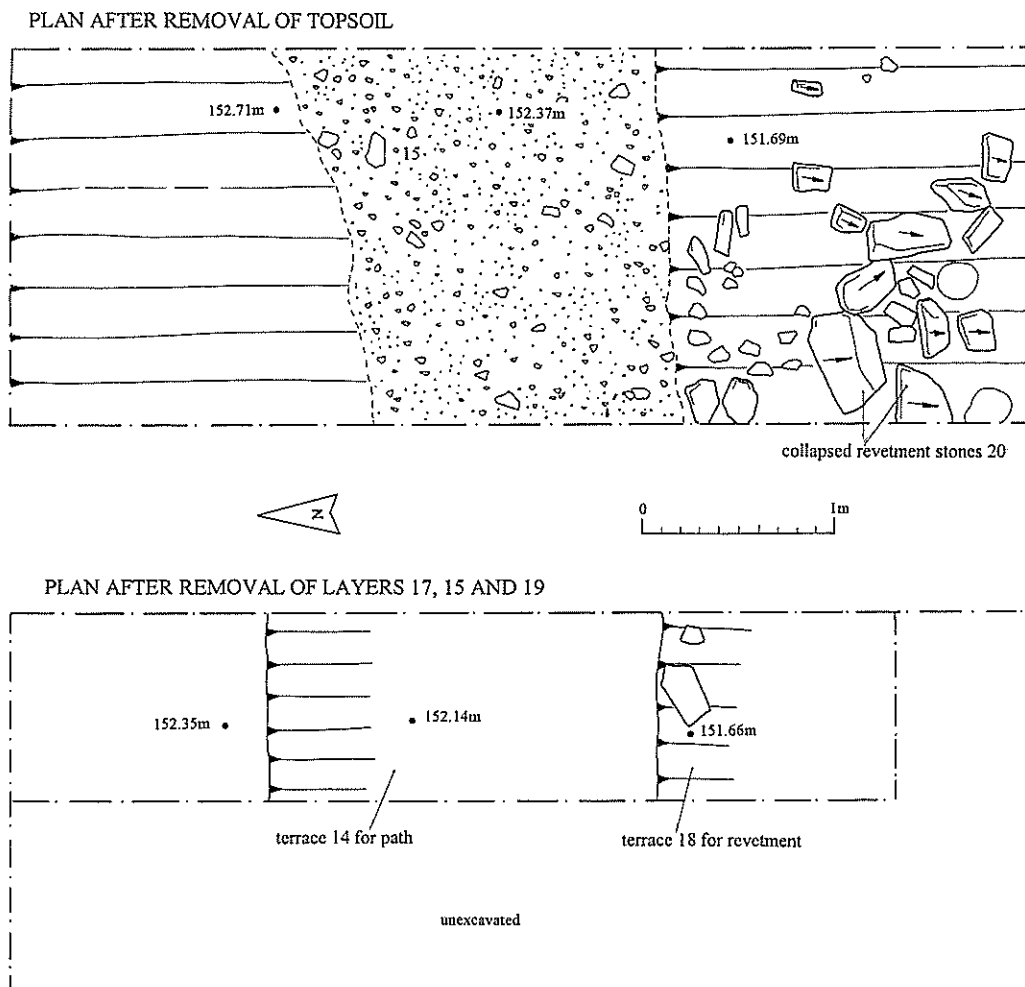 PLAN AFTER REMOVAL OF TOPSOIL
152.71m
152.37m
151.69m
15
collapsed revetment stones 20
N
0 1m
PLAN AFTER REMOVAL OF LAYERS 17, 15 AND 19
152.35m
152.14m
151.66m
terrace 14 for path
terrace 18 for revetment
unexcavated